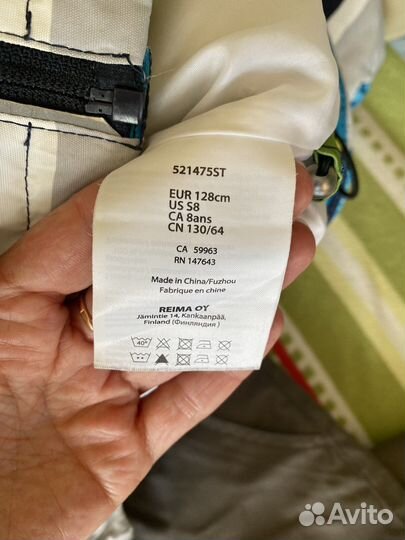 521475ST
EUR 128cm
US S8
CA 8ans
CN 130/64
CA 59963
RN 147643
Made in China/Fuzhou
Fabrique en chine
REIMA OY
Jämintie 14, Kankaanpää,
Finland (Финляндия)
40°
Avito